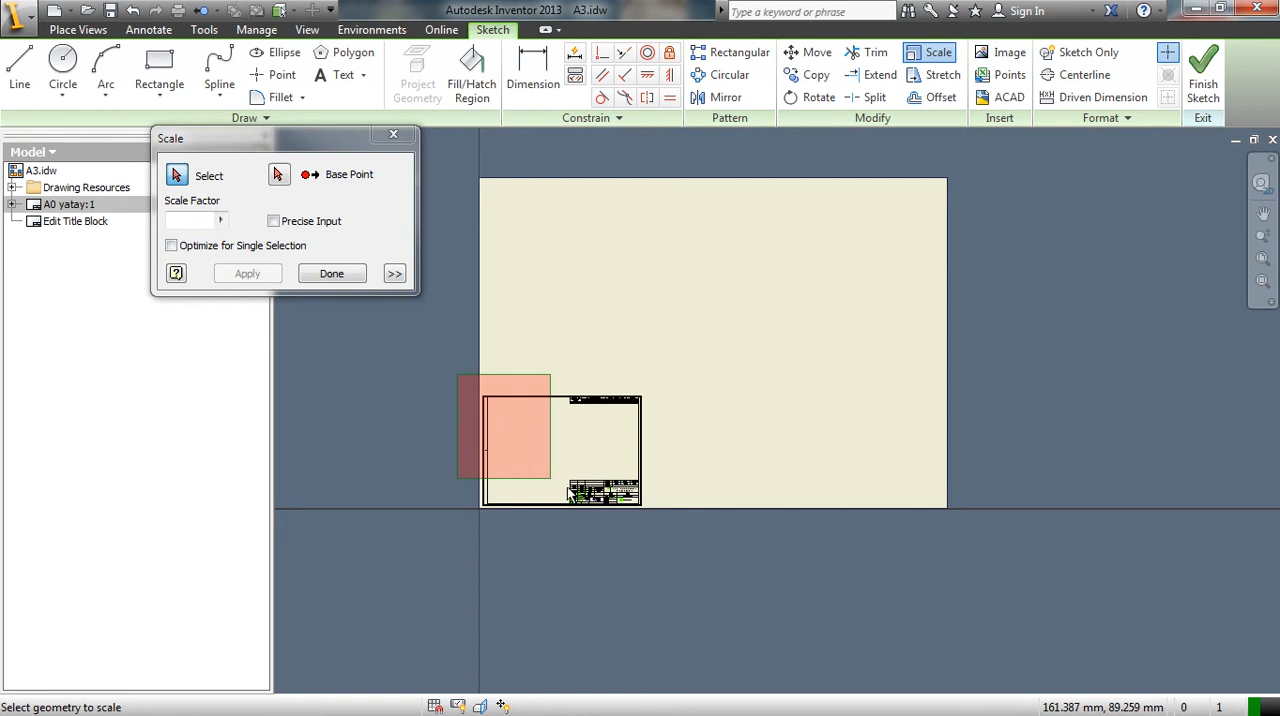 Autodesk Inventor 2013 A3.idw
Type a keyword or phrase
Sign In
Place Views Annotate Tools Manage View Environments Online Sketch
Line
Circle
Arc
Rectangle
Spline
Ellipse
Point
Fillet
Polygon
Text
Project
Geometry
Fill/Hatch
Region
Dimension
Rectangular
Circular
Mirror
Move
Copy
Rotate
Trim
Extend
Split
Scale
Stretch
Offset
Image
Points
ACAD
Sketch Only
Centerline
Driven Dimension
Finish
Sketch
Draw
Constrain
Pattern
Modify
Insert
Format
Exit
Model
A3.idw
Drawing Resources
A0 yatay:1
Edit Title Block
Scale
Select
Base Point
Scale Factor
Precise Input
Optimize for Single Selection
Apply
Done
>>
2D
Select geometry to scale
161.387 mm, 89.259 mm 0 1